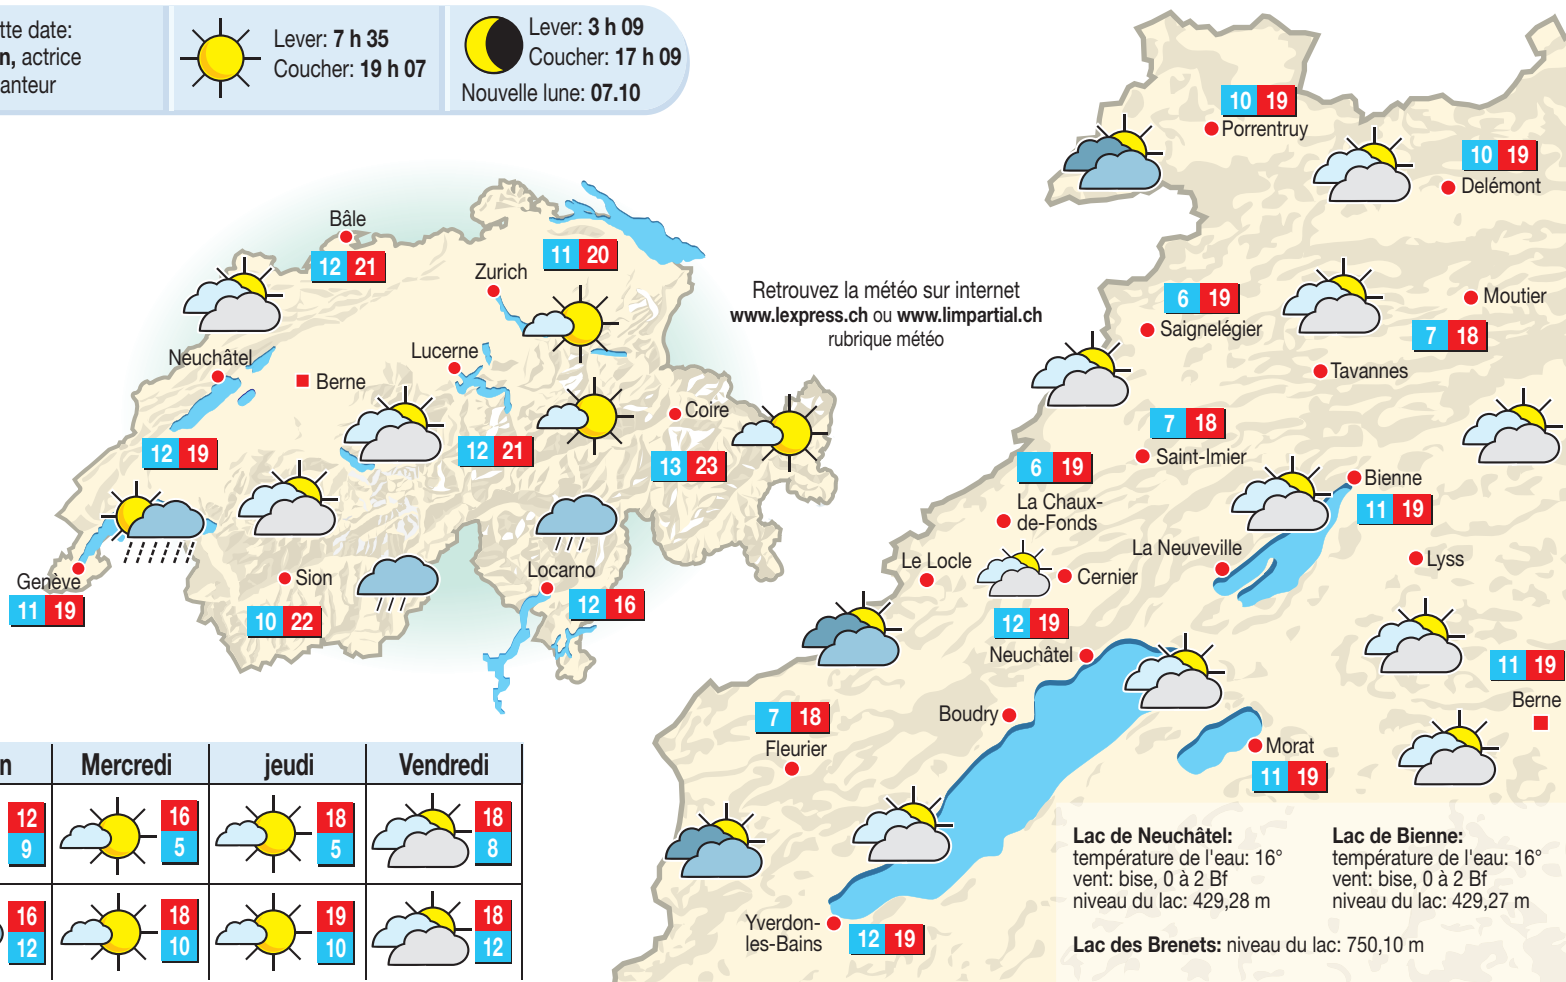 tte date:
n, actrice
anteur
Lever: 7 h 35
Coucher: 19 h 07
Lever: 3 h 09
Coucher: 17 h 09
Nouvelle lune: 07.10
Bâle
12 21
Zurich
11 20
Neuchâtel
12 19
Berne
Lucerne
12 21
Coire
13 23
Genève
11 19
Sion
10 22
Locarno
12 16
Retrouvez la météo sur internet
www.lexpress.ch ou www.limpartial.ch
rubrique météo
10 19
Porrentruy
10 19
Delémont
6 19
Saignelégier
Moutier
7 18
Tavannes
7 18
Saint-Imier
6 19
La Chaux-
de-Fonds
Bienne
11 19
La Neuveville
Lyss
Le Locle
Cernier
12 19
Neuchâtel
11 19
Berne
Boudry
7 18
Fleurier
Morat
11 19
Yverdon-
les-Bains
12 19
n Mercredi jeudi Vendredi
12 16 18 18
9 5 5 8
16 18 19 18
12 10 10 12
Lac de Neuchâtel:
température de l'eau: 16°
vent: bise, 0 à 2 Bf
niveau du lac: 429,28 m
Lac de Bienne:
température de l'eau: 16°
vent: bise, 0 à 2 Bf
niveau du lac: 429,27 m
Lac des Brenets: niveau du lac: 750,10 m